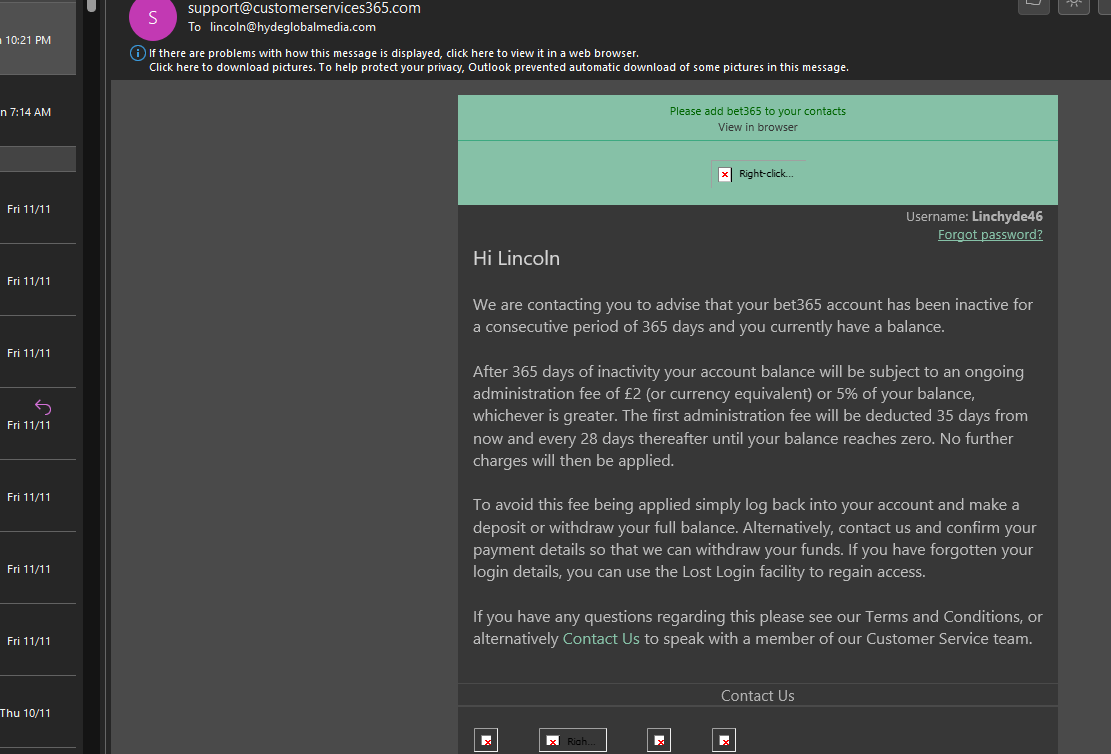 S
support@customerservices365.com
To lincoln@hydeglobalmedia.com
If there are problems with how this message is displayed, click here to view it in a web browser.
Click here to download pictures. To help protect your privacy, Outlook prevented automatic download of some pictures in this message.
10:21 PM
7:14 AM
Fri 11/11
Fri 11/11
Fri 11/11
Fri 11/11
Fri 11/11
Fri 11/11
Fri 11/11
Thu 10/11
Please add bet365 to your contacts
View in browser
Right-click...
Username: Linchyde46
Forgot password?
Hi Lincoln
We are contacting you to advise that your bet365 account has been inactive for
a consecutive period of 365 days and you currently have a balance.
After 365 days of inactivity your account balance will be subject to an ongoing
administration fee of £2 (or currency equivalent) or 5% of your balance,
whichever is greater. The first administration fee will be deducted 35 days from
now and every 28 days thereafter until your balance reaches zero. No further
charges will then be applied.
To avoid this fee being applied simply log back into your account and make a
deposit or withdraw your full balance. Alternatively, contact us and confirm your
payment details so that we can withdraw your funds. If you have forgotten your
login details, you can use the Lost Login facility to regain access.
If you have any questions regarding this please see our Terms and Conditions, or
alternatively Contact Us to speak with a member of our Customer Service team.
Contact Us
Righ...